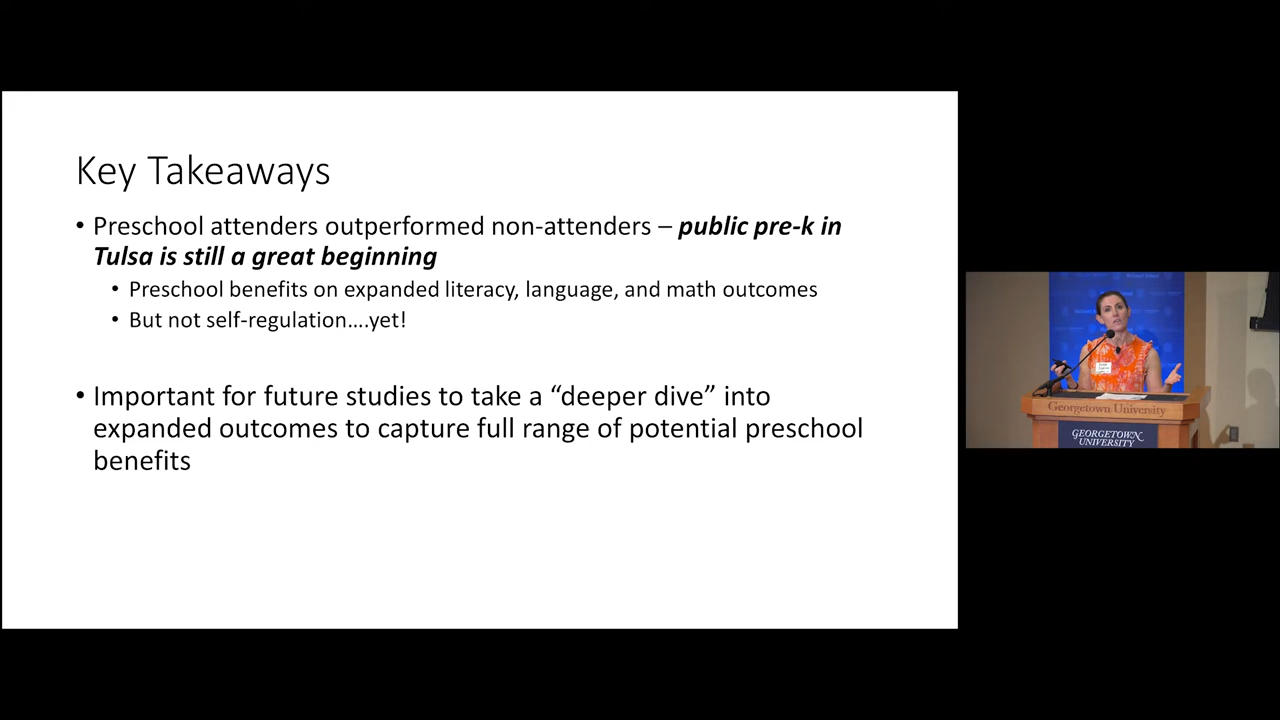 Key Takeaways
• Preschool attenders outperformed non-attenders – public pre-k in
Tulsa is still a great beginning
• Preschool benefits on expanded literacy, language, and math outcomes
• But not self-regulation….yet!
• Important for future studies to take a “deeper dive” into
expanded outcomes to capture full range of potential preschool
benefits
Georgetown University
GEORGETOWN
UNIVERSITY